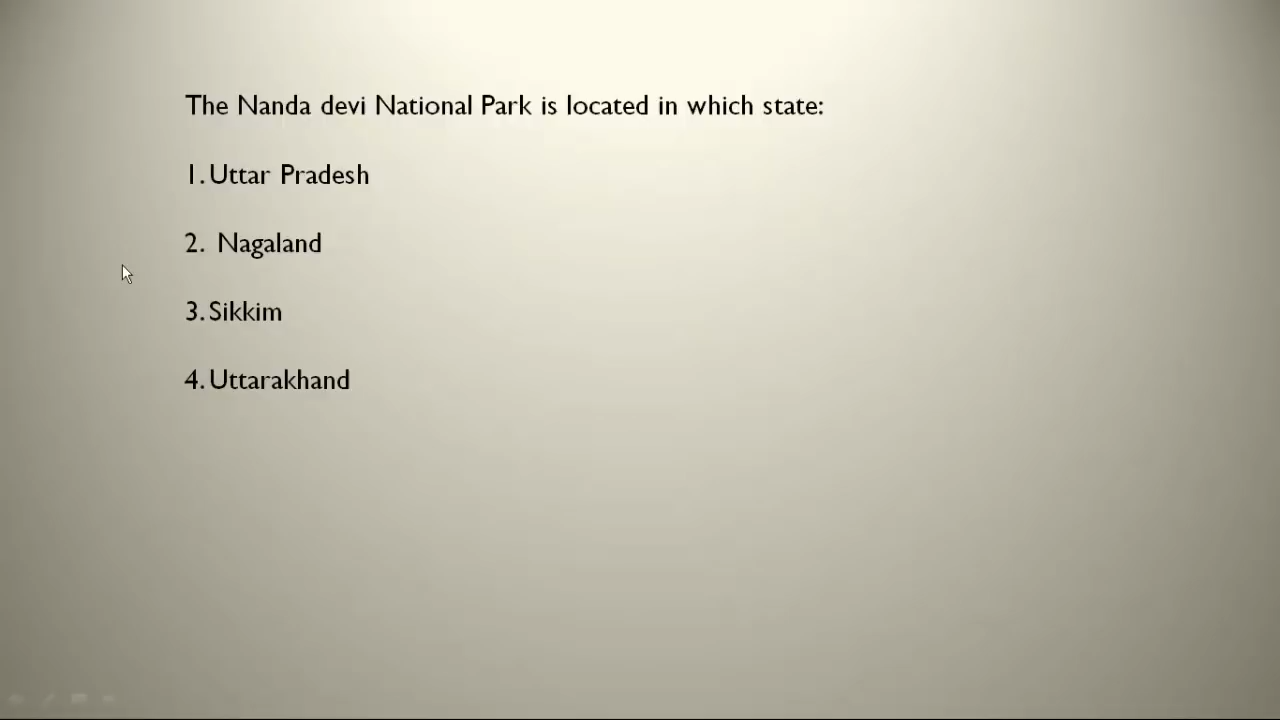 The Nanda devi National Park is located in which state:
1. Uttar Pradesh
2. Nagaland
3. Sikkim
4. Uttarakhand